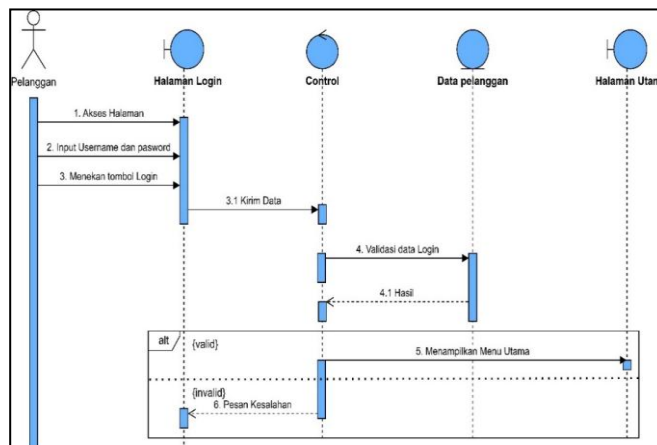 Pelanggan
Halaman Login
Control
Data pelanggan
Halaman Utam
1. Akses Halaman
2. Input Username dan pasword
3. Menekan tombol Login
3.1 Kirim Data
4. Validasi data Login
4.1 Hasil
alt
{valid}
5. Menampilkan Menu Utama
{invalid}
6. Pesan Kesalahan